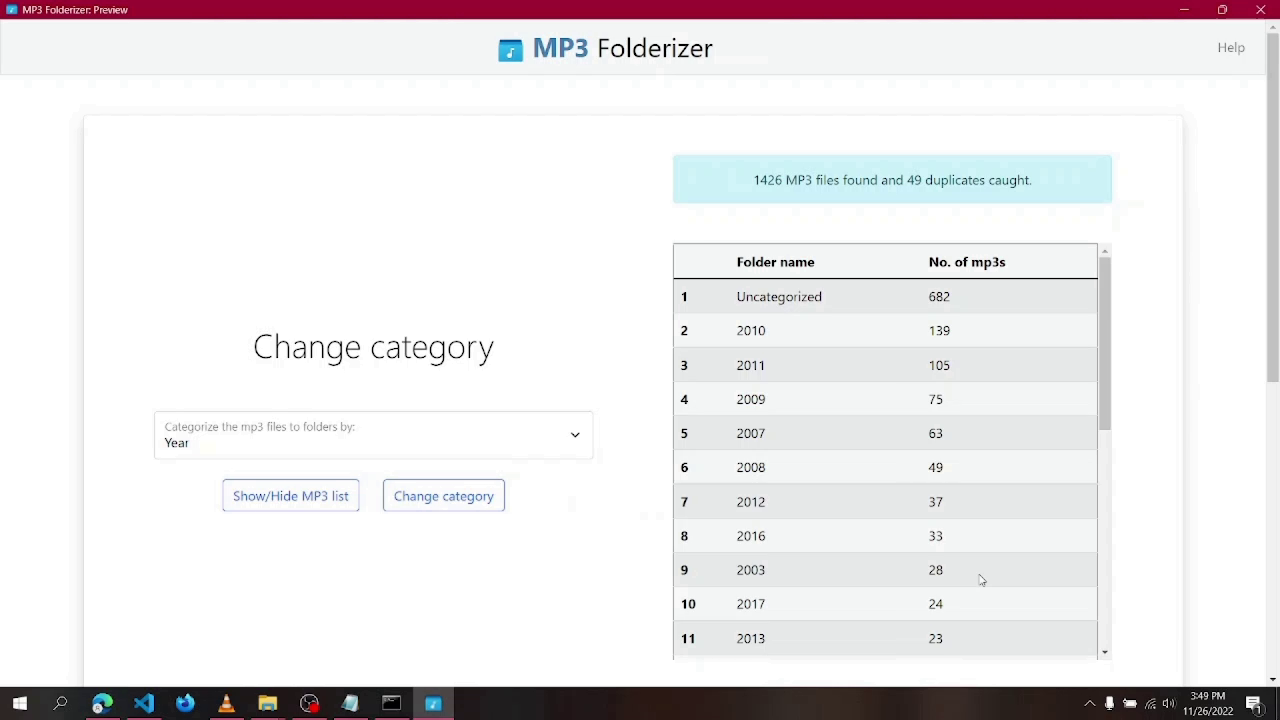 MP3 Folderizer: Preview
MP3 Folderizer
Help
1426 MP3 files found and 49 duplicates caught.
Folder name No. of mp3s
1 Uncategorized 682
2 2010 139
3 2011 105
4 2009 75
5 2007 63
6 2008 49
7 2012 37
8 2016 33
9 2003 28
10 2017 24
11 2013 23
Change category
Categorize the mp3 files to folders by:
Year
Show/Hide MP3 list Change category
3:49 PM
11/26/2022